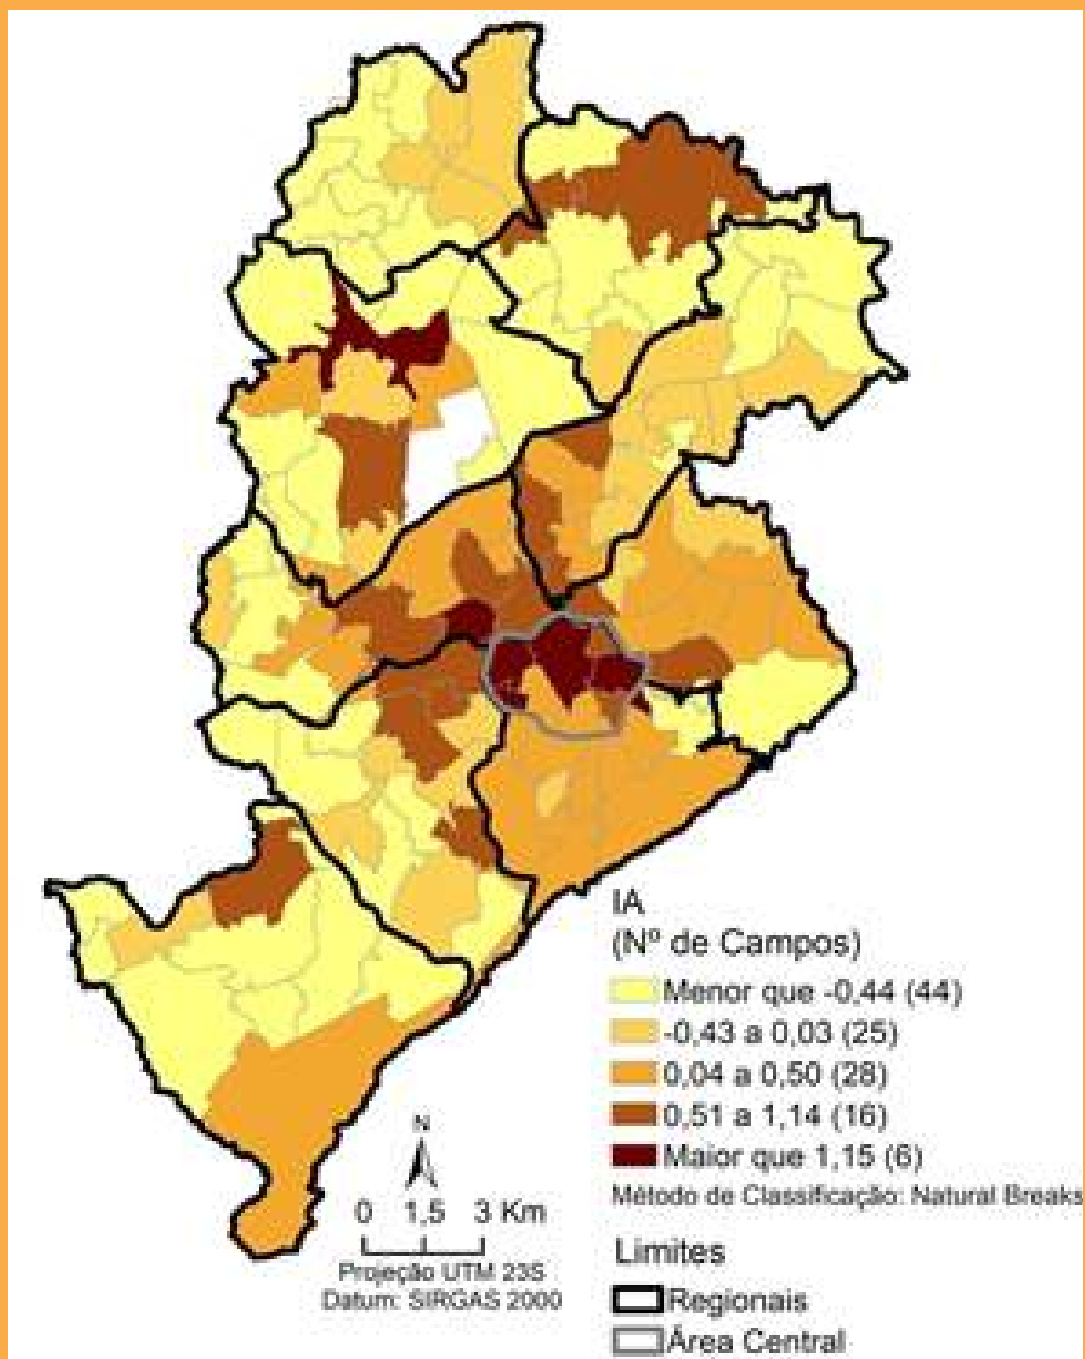 IA
(Nº de Campos)
Menor que -0,44 (44)
-0,43 a 0,03 (25)
0,04 a 0,50 (28)
0,51 a 1,14 (16)
Maior que 1,15 (6)
Método de Classificação: Natural Breaks
N
0 1,5 3 Km
Projeção UTM 23S
Datum: SIRGAS 2000
Limites
Regionais
Área Central